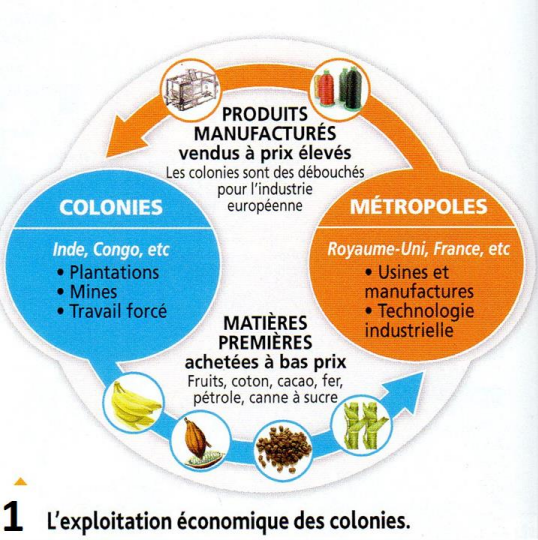 PRODUITS
MANUFACTURÉS
vendus à prix élevés
Les colonies sont des débouchés
pour l'industrie
européenne
COLONIES
Inde, Congo, etc
• Plantations
• Mines
• Travail forcé
MÉTROPOLES
Royaume-Uni, France, etc
• Usines et
manufactures
• Technologie
industrielle
MATIÈRES
PREMIÈRES
achetées à bas prix
Fruits, coton, cacao, fer,
pétrole, canne à sucre
1 L'exploitation économique des colonies.